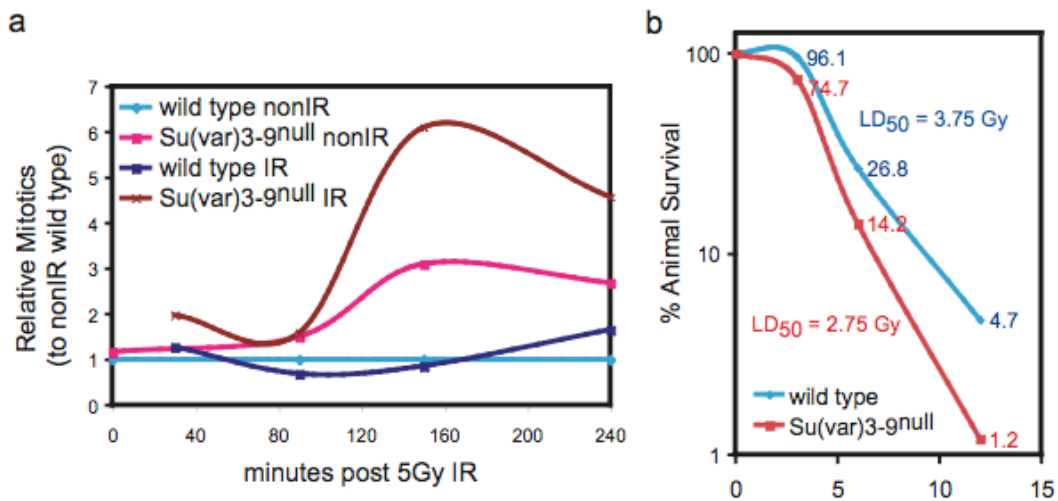 a
Relative Mitotics
(to nonIR wild type)
7
6
5
4
3
2
1
0
wild type nonIR
Su(var)3-9null nonIR
wild type IR
Su(var)3-9null IR
0 40 80 120 160 200 240
minutes post 5Gy IR
b
% Animal Survival
100
10
1
96.1
74.7
LD50 = 3.75 Gy
26.8
14.2
LD50 = 2.75 Gy
4.7
1.2
wild type
Su(var)3-9null
0 5 10 15